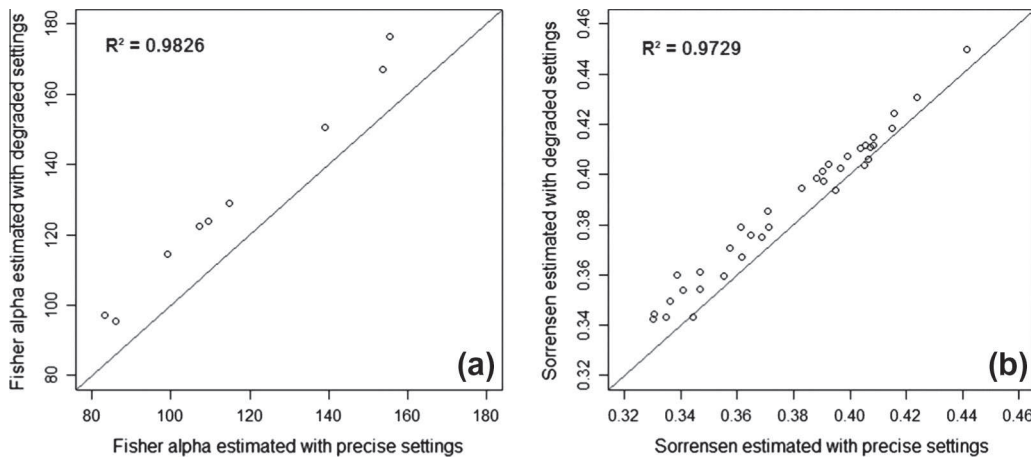 Fisher alpha estimated with degraded settings
180
160
140
120
100
80
R² = 0.9826
(a)
80 100 120 140 160 180
Fisher alpha estimated with precise settings
Sorrensen estimated with degraded settings
0.46
0.44
0.42
0.40
0.38
0.36
0.34
0.32
R² = 0.9729
(b)
0.32 0.34 0.36 0.38 0.40 0.42 0.44 0.46
Sorrensen estimated with precise settings